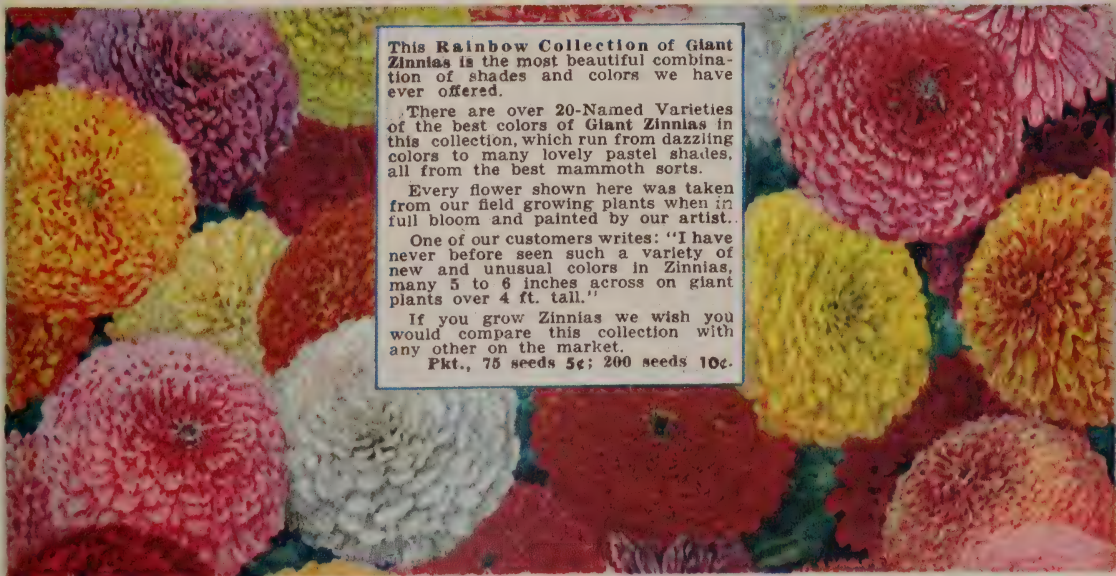 This Rainbow Collection of Giant
Zinnias is the most beautiful combina-
tion of shades and colors we have
ever offered.
There are over 20-Named Varieties
of the best colors of Giant Zinnias in
this collection, which run from dazzling
colors to many lovely pastel shades,
all from the best mammoth sorts.
Every flower shown here was taken
from our field growing plants when in
full bloom and painted by our artist.
One of our customers writes: "I have
never before seen such a variety of
new and unusual colors in Zinnias,
many 5 to 6 inches across on giant
plants over 4 ft. tall."
If you grow Zinnias we wish you
would compare this collection with
any other on the market.
Pkt., 75 seeds 5¢; 200 seeds 10¢.